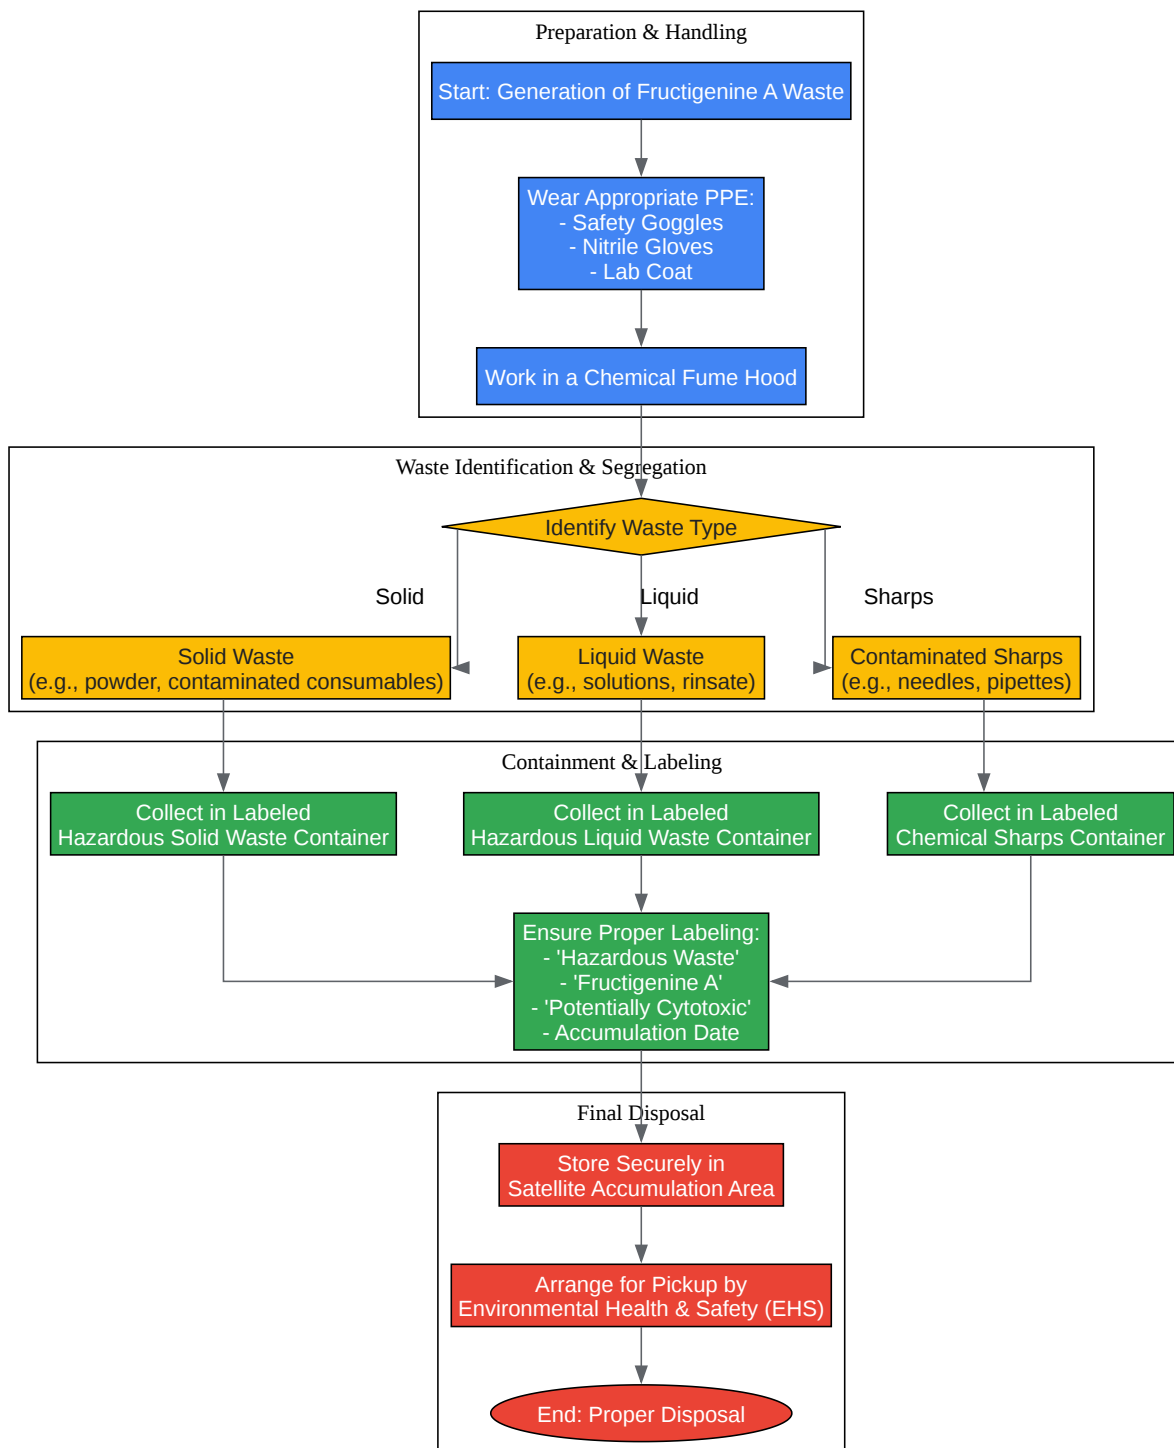 Preparation & Handling
Start: Generation of Fructigenine A Waste
Wear Appropriate PPE:
- Safety Goggles
- Nitrile Gloves
- Lab Coat
Work in a Chemical Fume Hood
Waste Identification & Segregation
Identify Waste Type
Solid
Liquid
Sharps
Solid Waste
(e.g., powder, contaminated consumables)
Liquid Waste
(e.g., solutions, rinsate)
Contaminated Sharps
(e.g., needles, pipettes)
Containment & Labeling
Collect in Labeled
Hazardous Solid Waste Container
Collect in Labeled
Hazardous Liquid Waste Container
Collect in Labeled
Chemical Sharps Container
Ensure Proper Labeling:
- 'Hazardous Waste'
- 'Fructigenine A'
- 'Potentially Cytotoxic'
- Accumulation Date
Final Disposal
Store Securely in
Satellite Accumulation Area
Arrange for Pickup by
Environmental Health & Safety (EHS)
End: Proper Disposal